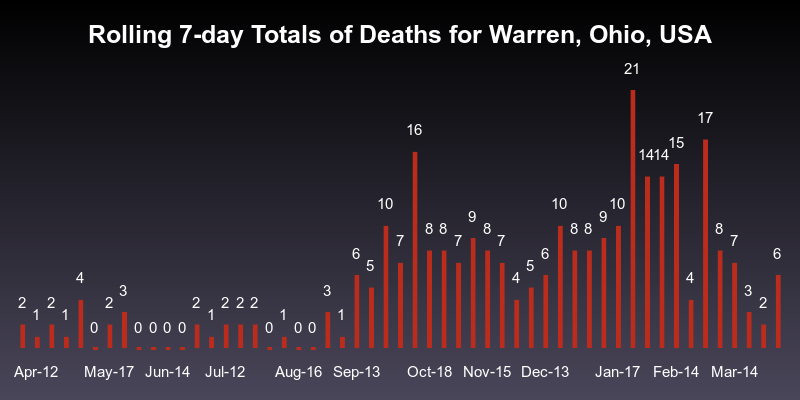 Rolling 7-day Totals of Deaths for Warren, Ohio, USA
2 1 2 1 4 0 2 3 0 0 0 0 2 1 2 2 2 0 1 0 0 3 1 6 5 10 7 16 8 8 7 9 8 7 4 5 6 10 8 8 9 10 21 14 14 15 4 17 8 7 3 2 6
Apr-12 May-17 Jun-14 Jul-12 Aug-16 Sep-13 Oct-18 Nov-15 Dec-13 Jan-17 Feb-14 Mar-14